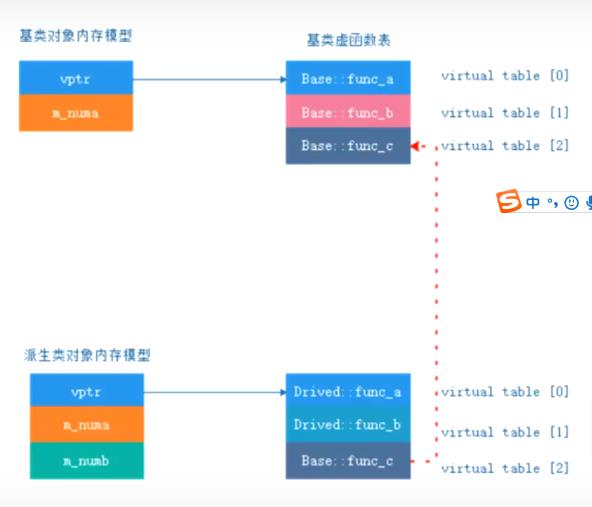 基类对象内存模型
基类虚函数表
vptr
Base::func_a
virtual table [0]
m_numa
Base::func_b
virtual table [1]
Base::func_c
virtual table [2]
中 °,
派生类对象内存模型
vptr
Drived::func_a
virtual table [0]
m_numa
Drived::func_b
virtual table [1]
m_numb
Base::func_c
virtual table [2]